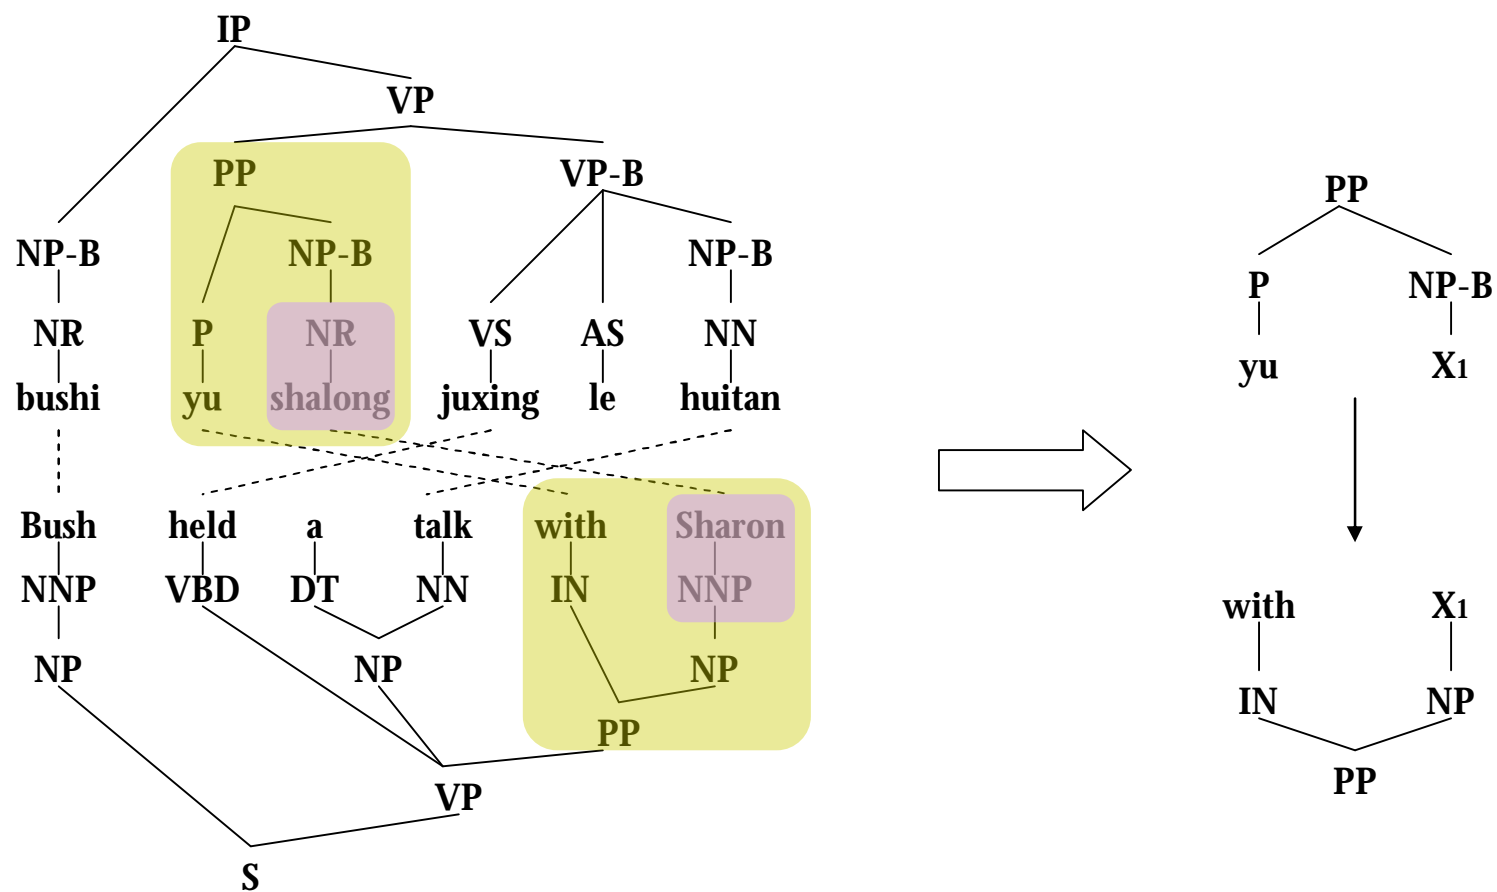 IP
VP
PP VP-B
NP-B NP-B NP-B
NR P NR VS AS NN
bushi yu shalong juxing le huitan
Bush held a talk with Sharon
NNP VBD DT NN IN NNP
NP NP NP
PP
VP
S
PP
P NP-B
yu X1
with X1
IN NP
PP